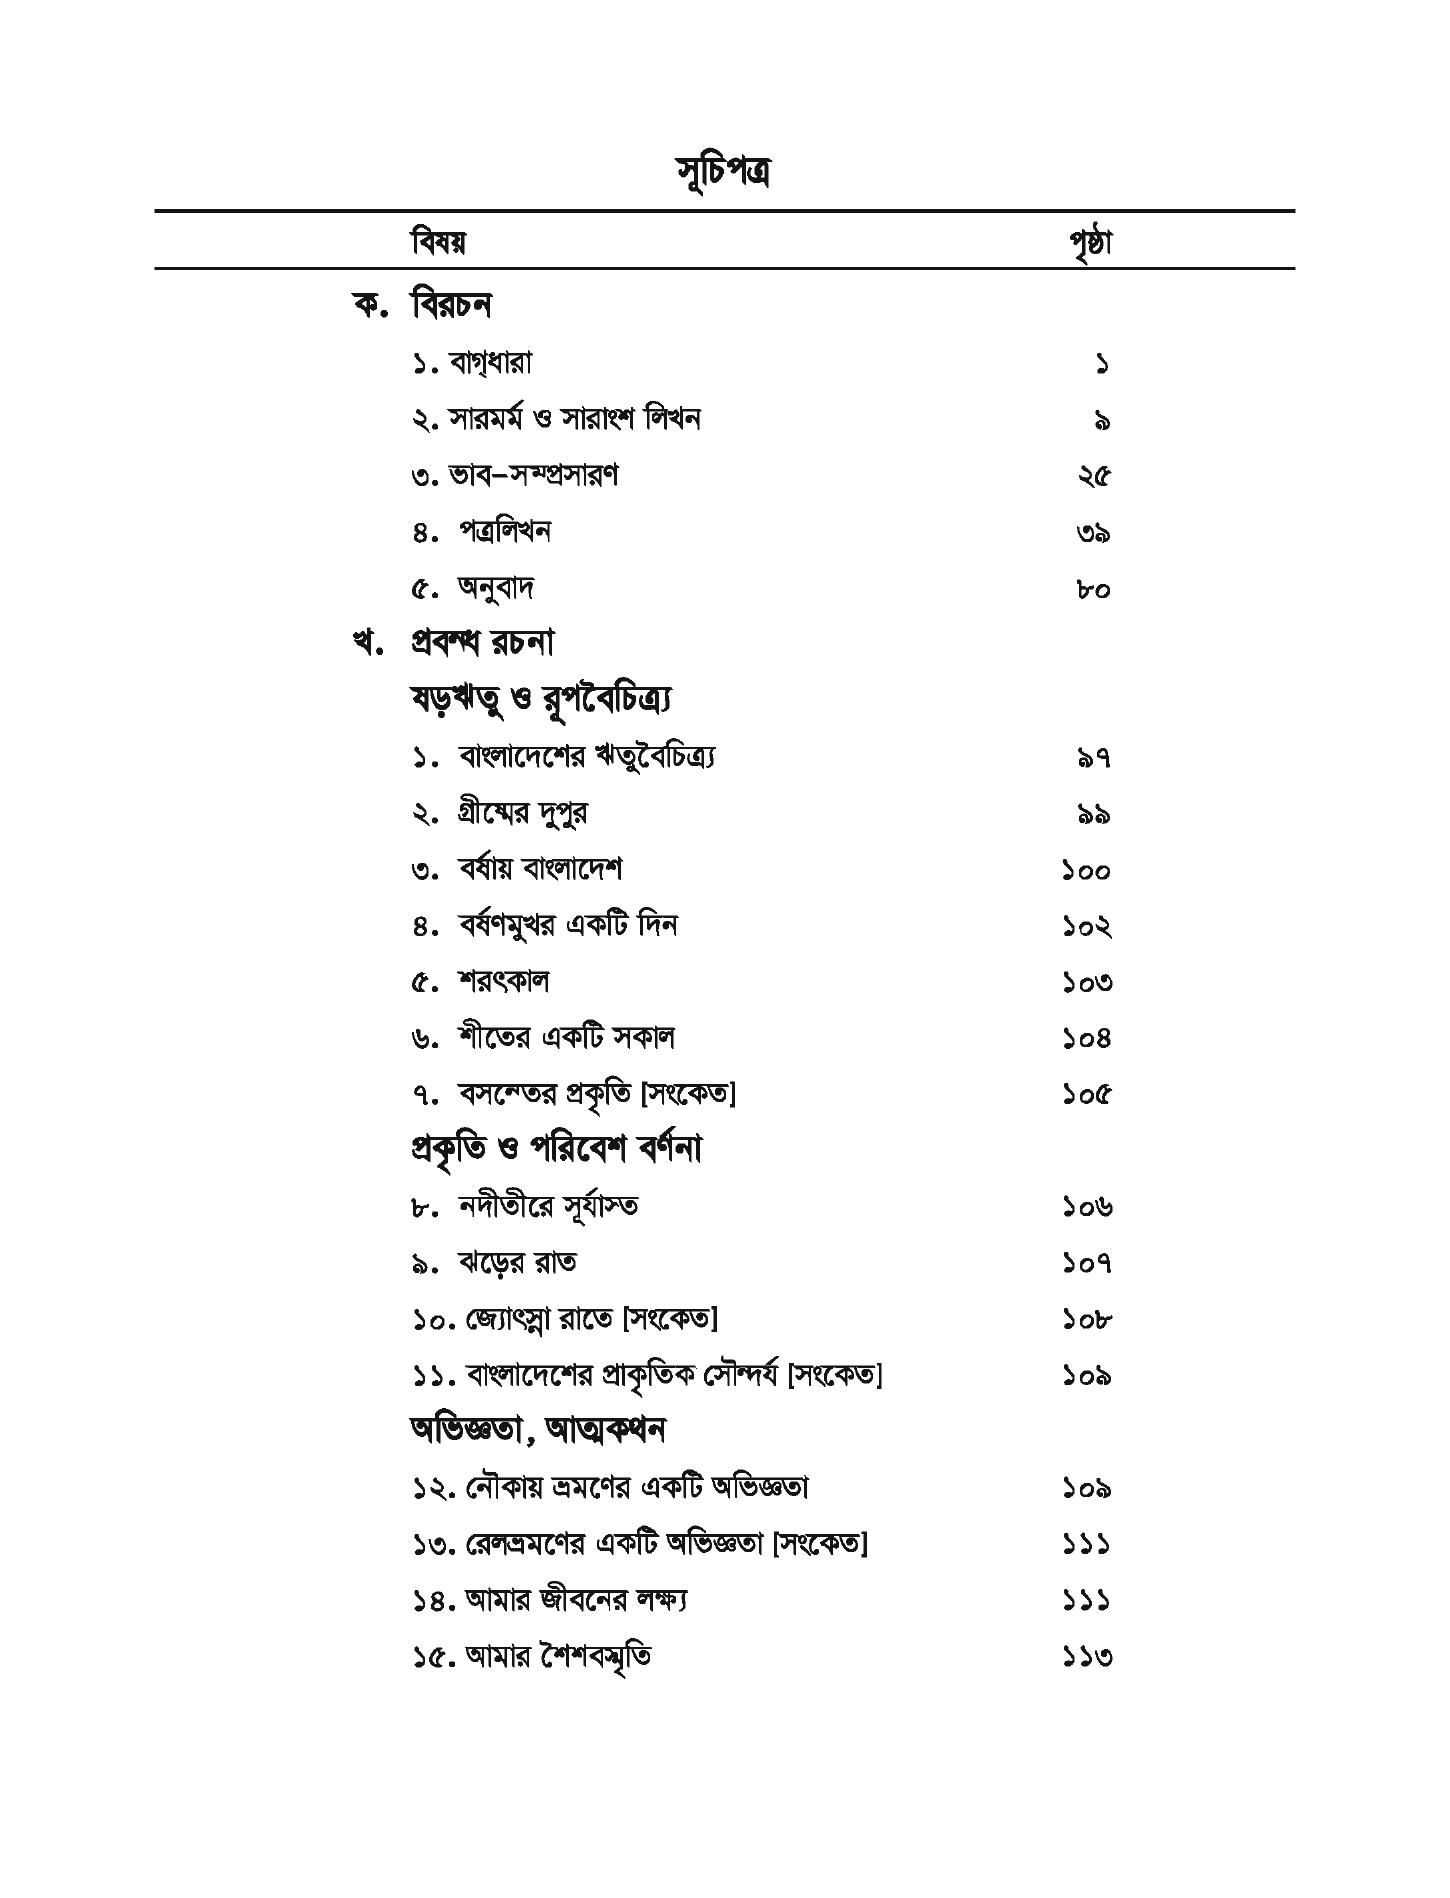 সূচিপত্র
বিষয় পৃষ্ঠা
ক. বিরচন
১. বাগ্‌ধারা ১
২. সারমর্ম ও সারাংশ লিখন ৯
৩. ভাব-সম্প্রসারণ ২৫
৪. পত্রলিখন ৩৯
৫. অনুবাদ ৮০
খ. প্রবন্ধ রচনা
ষড়ঋতু ও রূপবৈচিত্র্য
১. বাংলাদেশের ঋতুবৈচিত্র্য ৯৭
২. গ্রীষ্মের দুপুর ৯৯
৩. বর্ষায় বাংলাদেশ ১০০
৪. বর্ষণমুখর একটি দিন ১০২
৫. শরৎকাল ১০৩
৬. শীতের একটি সকাল ১০৪
৭. বসন্তের প্রকৃতি [সংকেত] ১০৫
প্রকৃতি ও পরিবেশ বর্ণনা
৮. নদীতীরে সূর্যাস্ত ১০৬
৯. ঝড়ের রাত ১০৭
১০. জ্যোৎস্না রাতে [সংকেত] ১০৮
১১. বাংলাদেশের প্রাকৃতিক সৌন্দর্য [সংকেত] ১০৯
অভিজ্ঞতা, আত্মকথন
১২. নৌকায় ভ্রমণের একটি অভিজ্ঞতা ১০৯
১৩. রেলভ্রমণের একটি অভিজ্ঞতা [সংকেত] ১১১
১৪. আমার জীবনের লক্ষ্য ১১১
১৫. আমার শৈশবস্মৃতি ১১৩